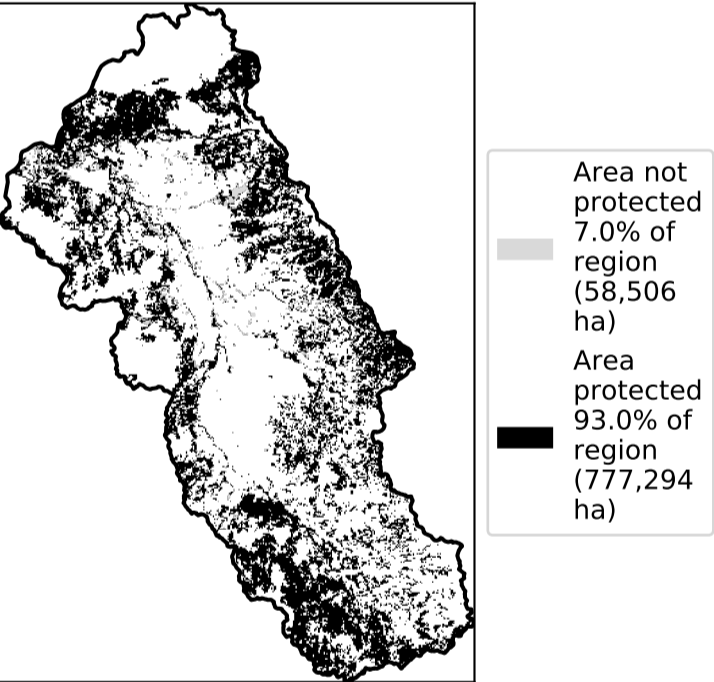 Area not
protected
7.0% of
region
(58,506
ha)
Area
protected
93.0% of
region
(777,294
ha)